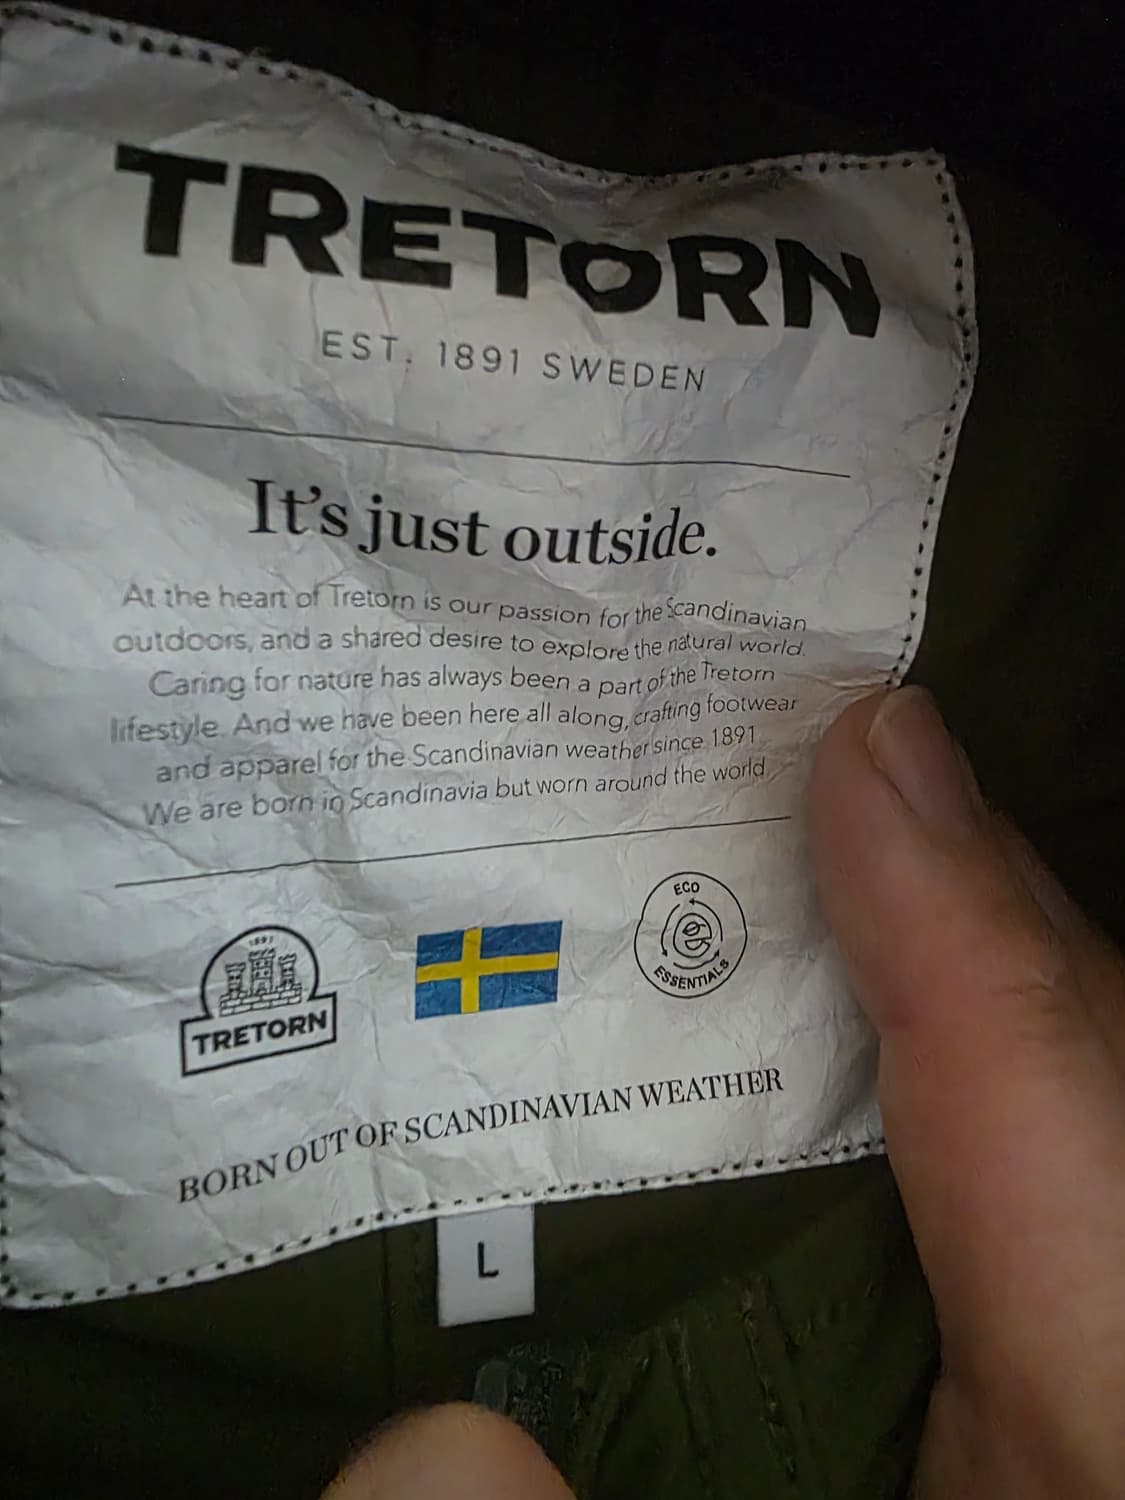 TRETORN
EST. 1891 SWEDEN
It's just outside.
At the heart of Tretorn is our passion for the Scandinavian
outdoors, and a shared desire to explore the natural world.
Caring for nature has always been a part of the Tretorn
lifestyle. And we have been here all along, crafting footwear
and apparel for the Scandinavian weather since 1891
We are born in Scandinavia but worn around the world
1891
TRETORN
ECO
e
ESSENTIALS
BORN OUT OF SCANDINAVIAN WEATHER
L